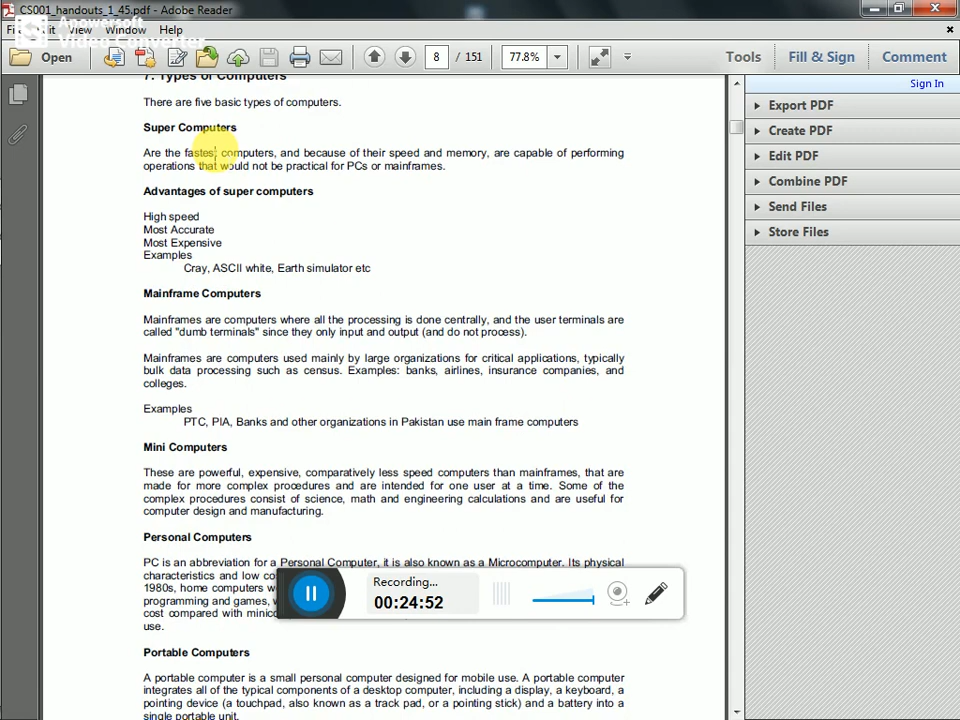 CS001_handouts_1_45.pdf - Adobe Reader
Apowersoft
Video Converter
Window Help
Open 8 / 151 77.8% Tools Fill & Sign Comment
Sign In
Export PDF
Create PDF
Edit PDF
Combine PDF
Send Files
Store Files
7. Types of Computers
There are five basic types of computers.
Super Computers
Are the fastest computers, and because of their speed and memory, are capable of performing
operations that would not be practical for PCs or mainframes.
Advantages of super computers
High speed
Most Accurate
Most Expensive
Examples
Cray, ASCII white, Earth simulator etc
Mainframe Computers
Mainframes are computers where all the processing is done centrally, and the user terminals are
called "dumb terminals" since they only input and output (and do not process).
Mainframes are computers used mainly by large organizations for critical applications, typically
bulk data processing such as census. Examples: banks, airlines, insurance companies, and
colleges.
Examples
PTC, PIA, Banks and other organizations in Pakistan use main frame computers
Mini Computers
These are powerful, expensive, comparatively less speed computers than mainframes, that are
made for more complex procedures and are intended for one user at a time. Some of the
complex procedures consist of science, math and engineering calculations and are useful for
computer design and manufacturing.
Personal Computers
PC is an abbreviation for a Personal Computer, it is also known as a Microcomputer. Its physical
characteristics and low
1980s, home computers
programming and games,
cost compared with
use.
Recording...
00:24:52
Portable Computers
A portable computer is a small personal computer designed for mobile use. A portable computer
integrates all of the typical components of a desktop computer, including a display, a keyboard, a
pointing device (a touchpad, also known as a track pad, or a pointing stick) and a battery into a
single portable unit.